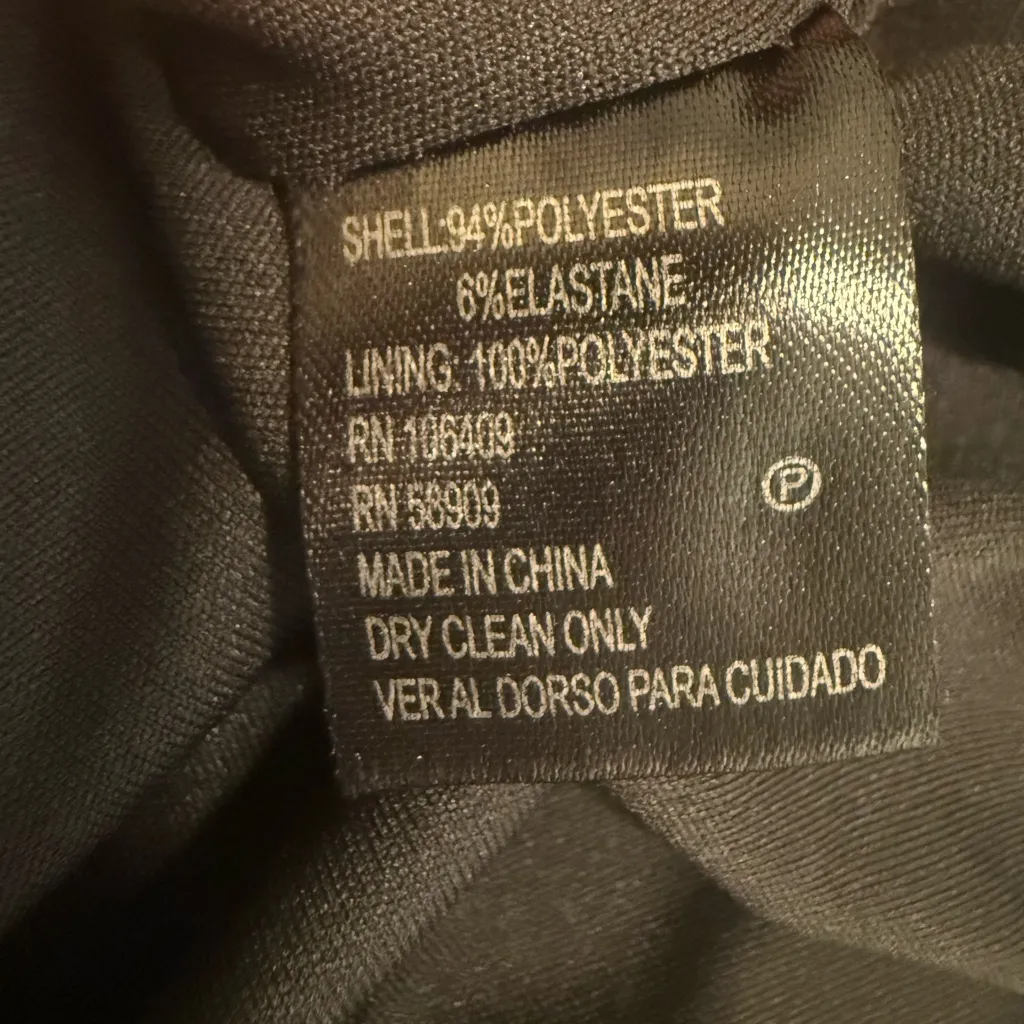 SHELL:94%POLYESTER
6%ELASTANE
LINING: 100%POLYESTER
RN 106409
RN 56909
P
MADE IN CHINA
DRY CLEAN ONLY
VER AL DORSO PARA CUIDADO